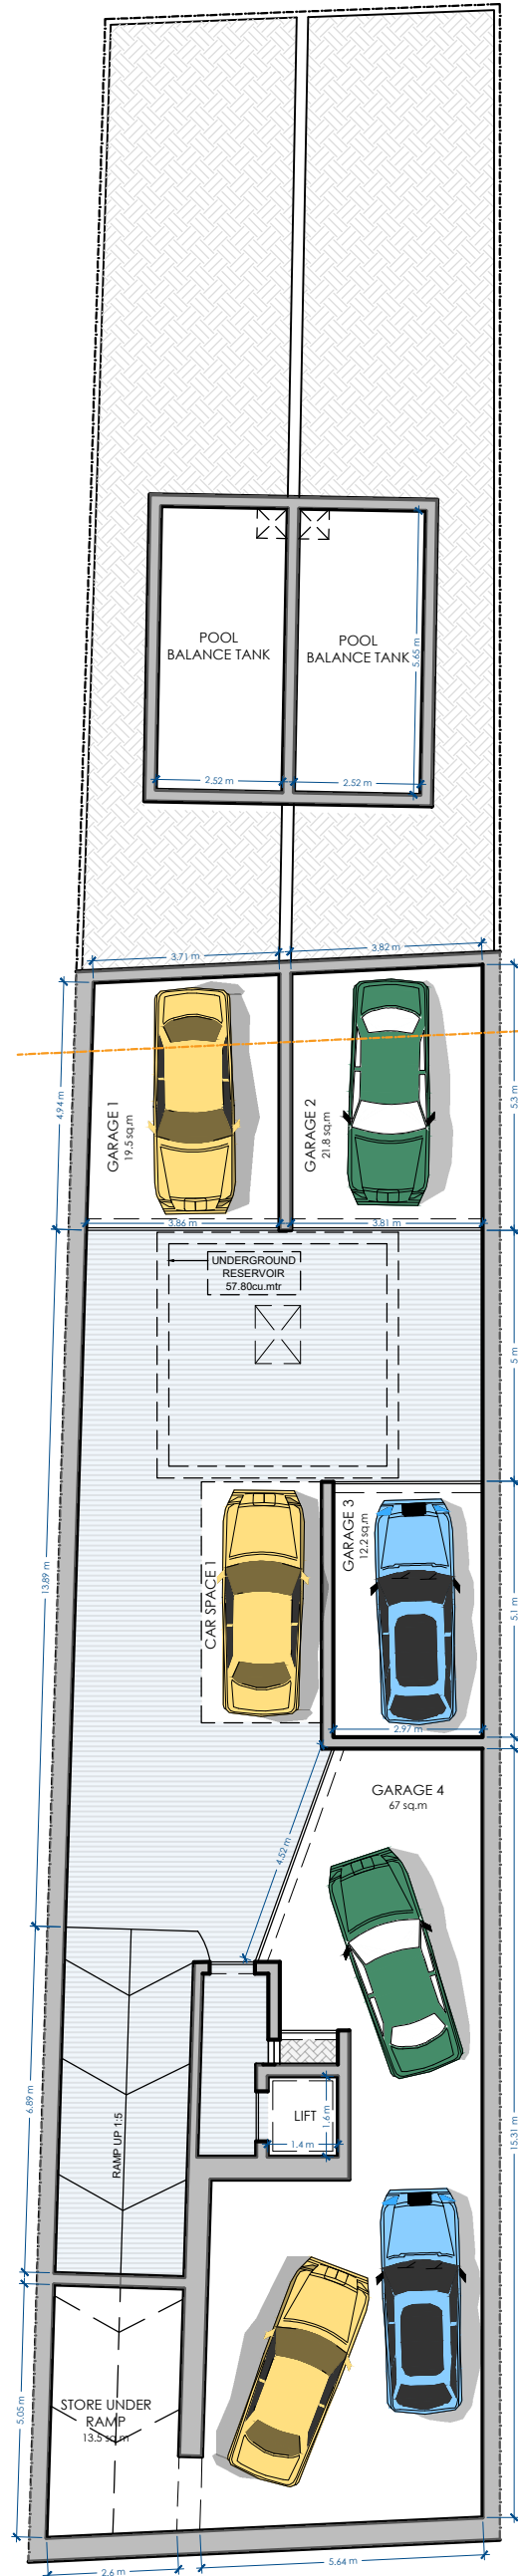 POOL
BALANCE TANK
POOL
BALANCE TANK
5.65 m
2.52 m
2.52 m
3.71 m
3.82 m
4.94 m
GARAGE 1
19.5 sq.m
GARAGE 2
21.8 sq.m
5.3 m
3.86 m
3.81 m
UNDERGROUND
RESERVOIR
57.80cu.mtr
5 m
13.89 m
CAR SPACE 1
GARAGE 3
12.2 sq.m
5.1 m
2.97 m
GARAGE 4
67 sq.m
4.52 m
6.89 m
RAMP UP 1:5
LIFT
1.6 m
1.4 m
15.31 m
5.05 m
STORE UNDER
RAMP
13.5 sq.m
2.6 m
5.64 m